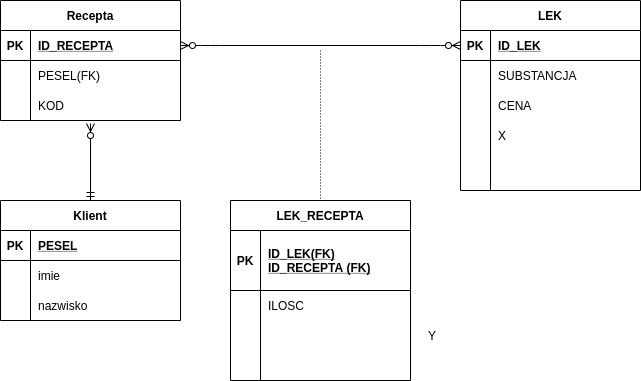 Recepta
PK ID_RECEPTA
PESEL(FK)
KOD
LEK
PK ID_LEK
SUBSTANCJA
CENA
X
Klient
PK PESEL
imie
nazwisko
LEK_RECEPTA
PK ID_LEK(FK)
ID_RECEPTA (FK)
ILOSC
Y